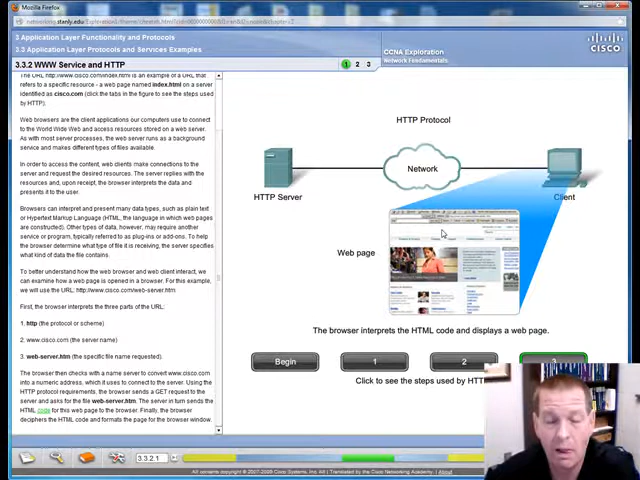 Mozilla Firefox
3 Application Layer Functionality and Protocols
3.3 Application Layer Protocols and Services Examples
CCNA Exploration
Network Fundamentals
CISCO
3.3.2 WWW Service and HTTP
1 2 3
The URL http://www.cisco.com/index.html is an example of a URL that
refers to a specific resource - a web page named index.html on a server
identified as cisco.com (click the tabs in the figure to see the steps used
by HTTP).
Web browsers are the client applications our computers use to connect
to the World Wide Web and access resources stored on a web server.
As with most server processes, the web server runs as a background
service and makes different types of files available.
In order to access the content, web clients make connections to the
server and request the desired resources. The server replies with the
resources and, upon receipt, the browser interprets the data and
presents it to the user.
Browsers can interpret and present many data types, such as plain text
or Hypertext Markup Language (HTML, the language in which web pages
are constructed). Other types of data, however, may require another
service or program, typically referred to as plug-ins or add-ons. To help
the browser determine what type of file it is receiving, the server specifies
what kind of data the file contains.
To better understand how the web browser and web client interact, we
can examine how a web page is opened in a browser. For this example,
we will use the URL: http://www.cisco.com/web-server.htm.
First, the browser interprets the three parts of the URL:
1. http (the protocol or scheme)
2. www.cisco.com (the server name)
3. web-server.htm (the specific file name requested).
The browser then checks with a name server to convert www.cisco.com
into a numeric address, which it uses to connect to the server. Using the
HTTP protocol requirements, the browser sends a GET request to the
server and asks for the file web-server.htm. The server in turn sends the
HTML code for this web page to the browser. Finally, the browser
deciphers the HTML code and formats the page for the browser window.
HTTP Protocol
Network
HTTP Server
Client
Web page
The browser interprets the HTML code and displays a web page.
Begin
1
2
3
Click to see the steps used by HTT
3.3.2.1
All contents copyright © 2007-2009 Cisco Systems, Inc. All | Translated by the Cisco Networking Academy. | About